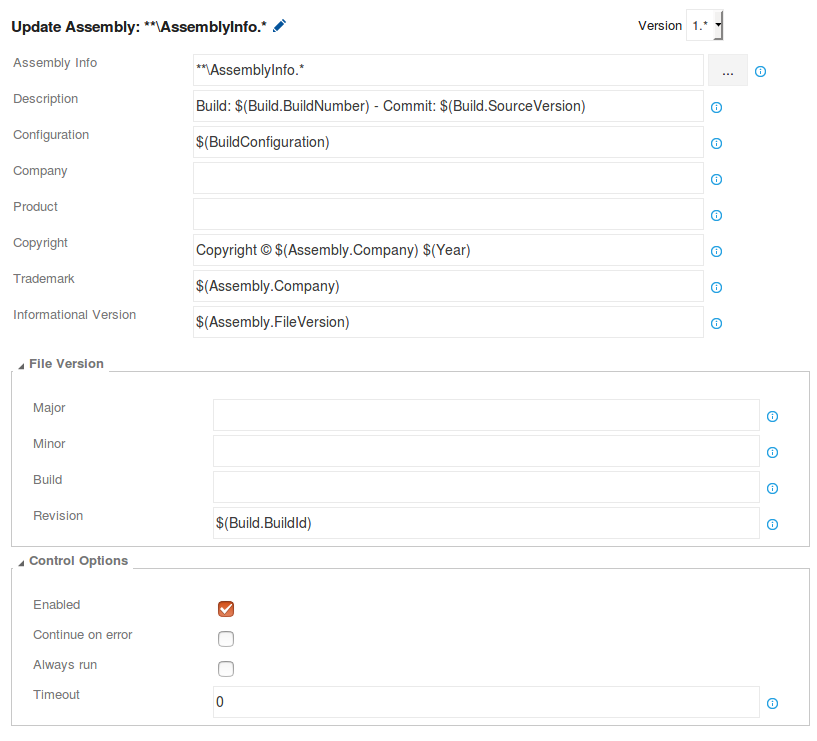 Update Assembly: **\AssemblyInfo.*
Version 1.*
Assembly Info **\AssemblyInfo.* ...
Description Build: $(Build.BuildNumber) - Commit: $(Build.SourceVersion)
Configuration $(BuildConfiguration)
Company
Product
Copyright Copyright © $(Assembly.Company) $(Year)
Trademark $(Assembly.Company)
Informational Version $(Assembly.FileVersion)
File Version
Major
Minor
Build
Revision $(Build.BuildId)
Control Options
Enabled
Continue on error
Always run
Timeout 0